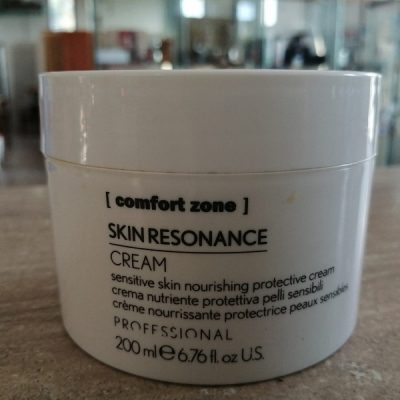 [ comfort zone ]
SKIN RESONANCE
CREAM
sensitive skin nourishing protective cream
crema nutriente protettiva pelli sensibili
crème nourrissante protectrice peaux sensibles
PROFESSIONAL
200 ml ℮ 6.76 fl. oz U.S.